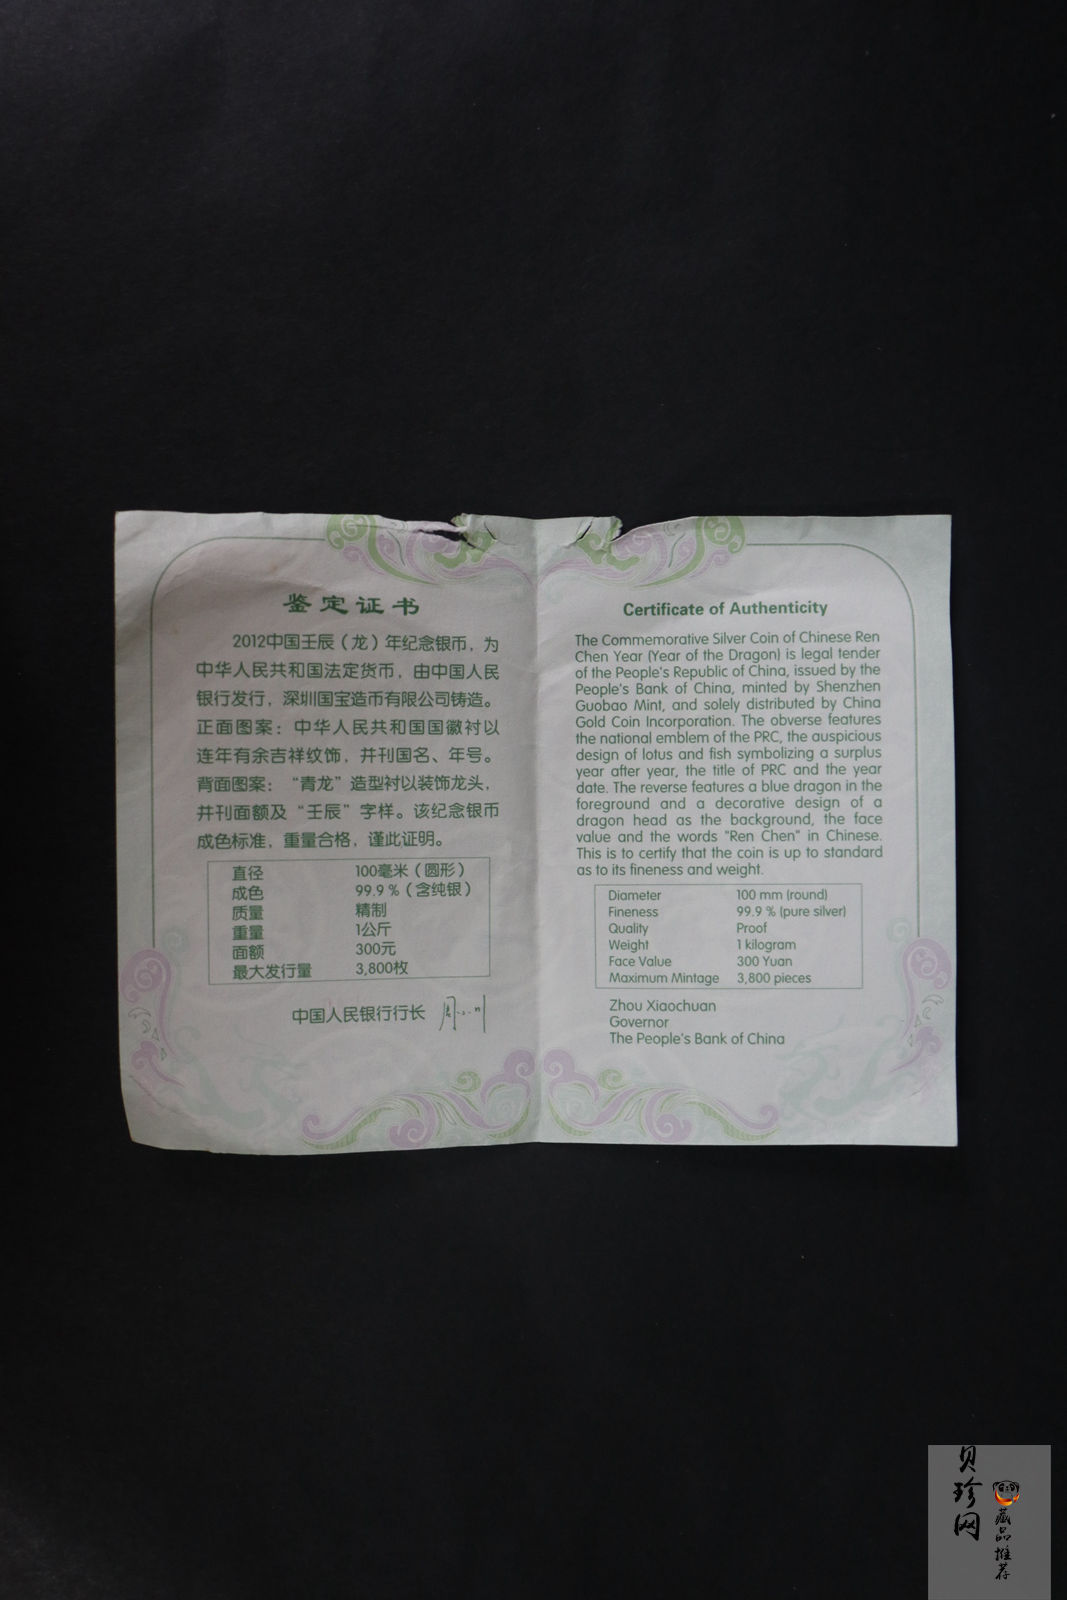 鉴定证书
2012中国壬辰（龙）年纪念银币，为
中华人民共和国法定货币，由中国人民
银行发行，深圳国宝造币有限公司铸造。
正面图案：中华人民共和国国徽衬以
连年有余吉祥纹饰，并刊国名、年号。
背面图案：“青龙”造型衬以装饰龙头，
并刊面额及“壬辰”字样。该纪念银币
成色标准，重量合格，谨此证明。
直径 100毫米（圆形）
成色 99.9％（含纯银）
质量 精制
重量 1公斤
面额 300元
最大发行量 3,800枚
中国人民银行行长
Certificate of Authenticity
The Commemorative Silver Coin of Chinese Ren
Chen Year (Year of the Dragon) is legal tender
of the People's Republic of China, issued by the
People's Bank of China, minted by Shenzhen
Guobao Mint, and solely distributed by China
Gold Coin Incorporation. The obverse features
the national emblem of the PRC, the auspicious
design of lotus and fish symbolizing a surplus
year after year, the title of PRC and the year
date. The reverse features a blue dragon in the
foreground and a decorative design of a
dragon head as the background, the face
value and the words "Ren Chen" in Chinese.
This is to certify that the coin is up to standard
as to its fineness and weight.
Diameter 100 mm (round)
Fineness 99.9 % (pure silver)
Quality Proof
Weight 1 kilogram
Face Value 300 Yuan
Maximum Mintage 3,800 pieces
Zhou Xiaochuan
Governor
The People's Bank of China
贝珍网
藏品推荐